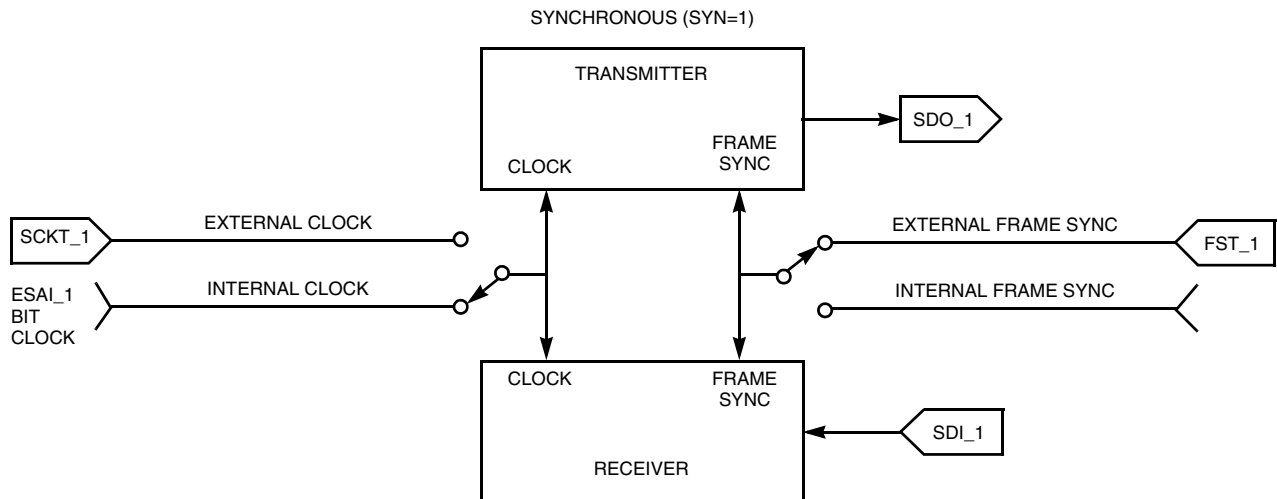 SYNCHRONOUS (SYN=1)
TRANSMITTER
SDO_1
FRAME
SYNC
CLOCK
SCKT_1
EXTERNAL CLOCK
EXTERNAL FRAME SYNC
FST_1
ESAI_1
BIT
CLOCK
INTERNAL CLOCK
INTERNAL FRAME SYNC
CLOCK
FRAME
SYNC
SDI_1
RECEIVER